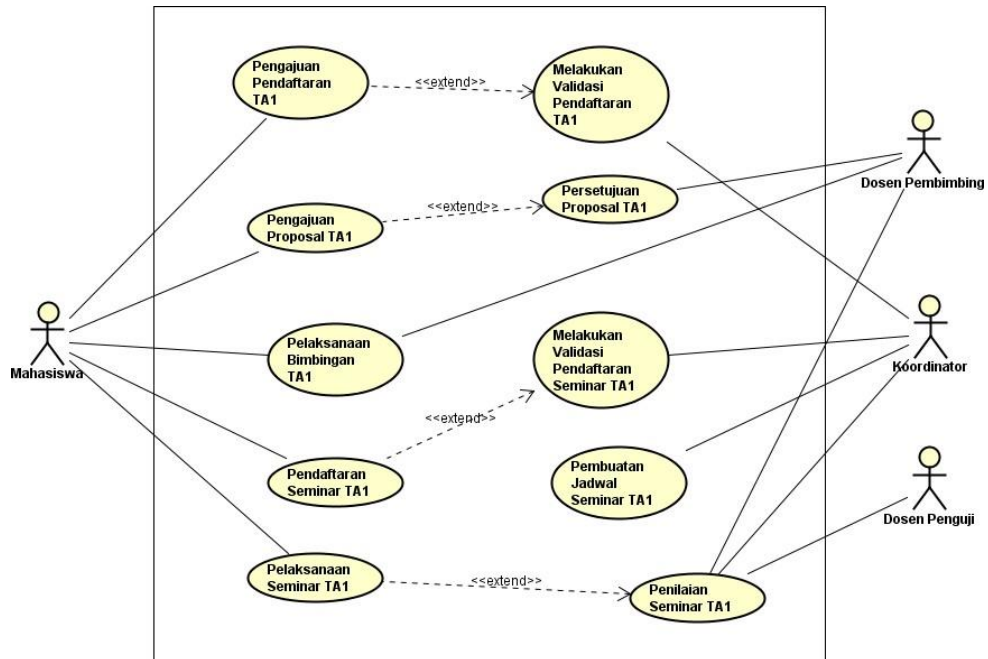 Pengajuan
Pendaftaran
TA1
<<extend>>
Melakukan
Validasi
Pendaftaran
TA1
Dosen Pembimbing
Pengajuan
Proposal TA1
<<extend>>
Persetujuan
Proposal TA1
Mahasiswa
Pelaksanaan
Bimbingan
TA1
Melakukan
Validasi
Pendaftaran
Seminar TA1
Koordinator
<<extend>>
Pendaftaran
Seminar TA1
Pembuatan
Jadwal
Seminar TA1
Dosen Penguji
Pelaksanaan
Seminar TA1
<<extend>>
Penilaian
Seminar TA1